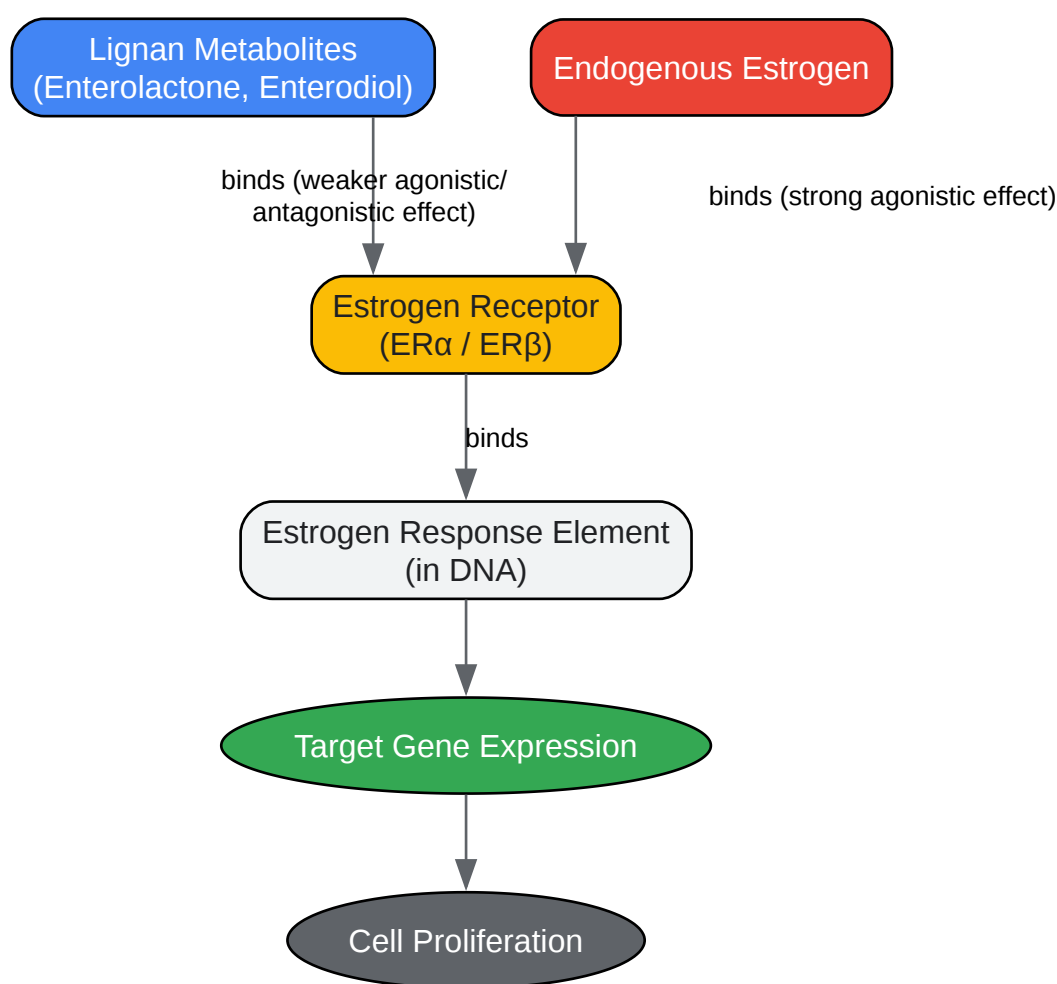 Lignan Metabolites
(Enterolactone, Enterodiol)
Endogenous Estrogen
binds (weaker agonistic/
antagonistic effect)
binds (strong agonistic effect)
Estrogen Receptor
(ERα / ERβ)
binds
Estrogen Response Element
(in DNA)
Target Gene Expression
Cell Proliferation